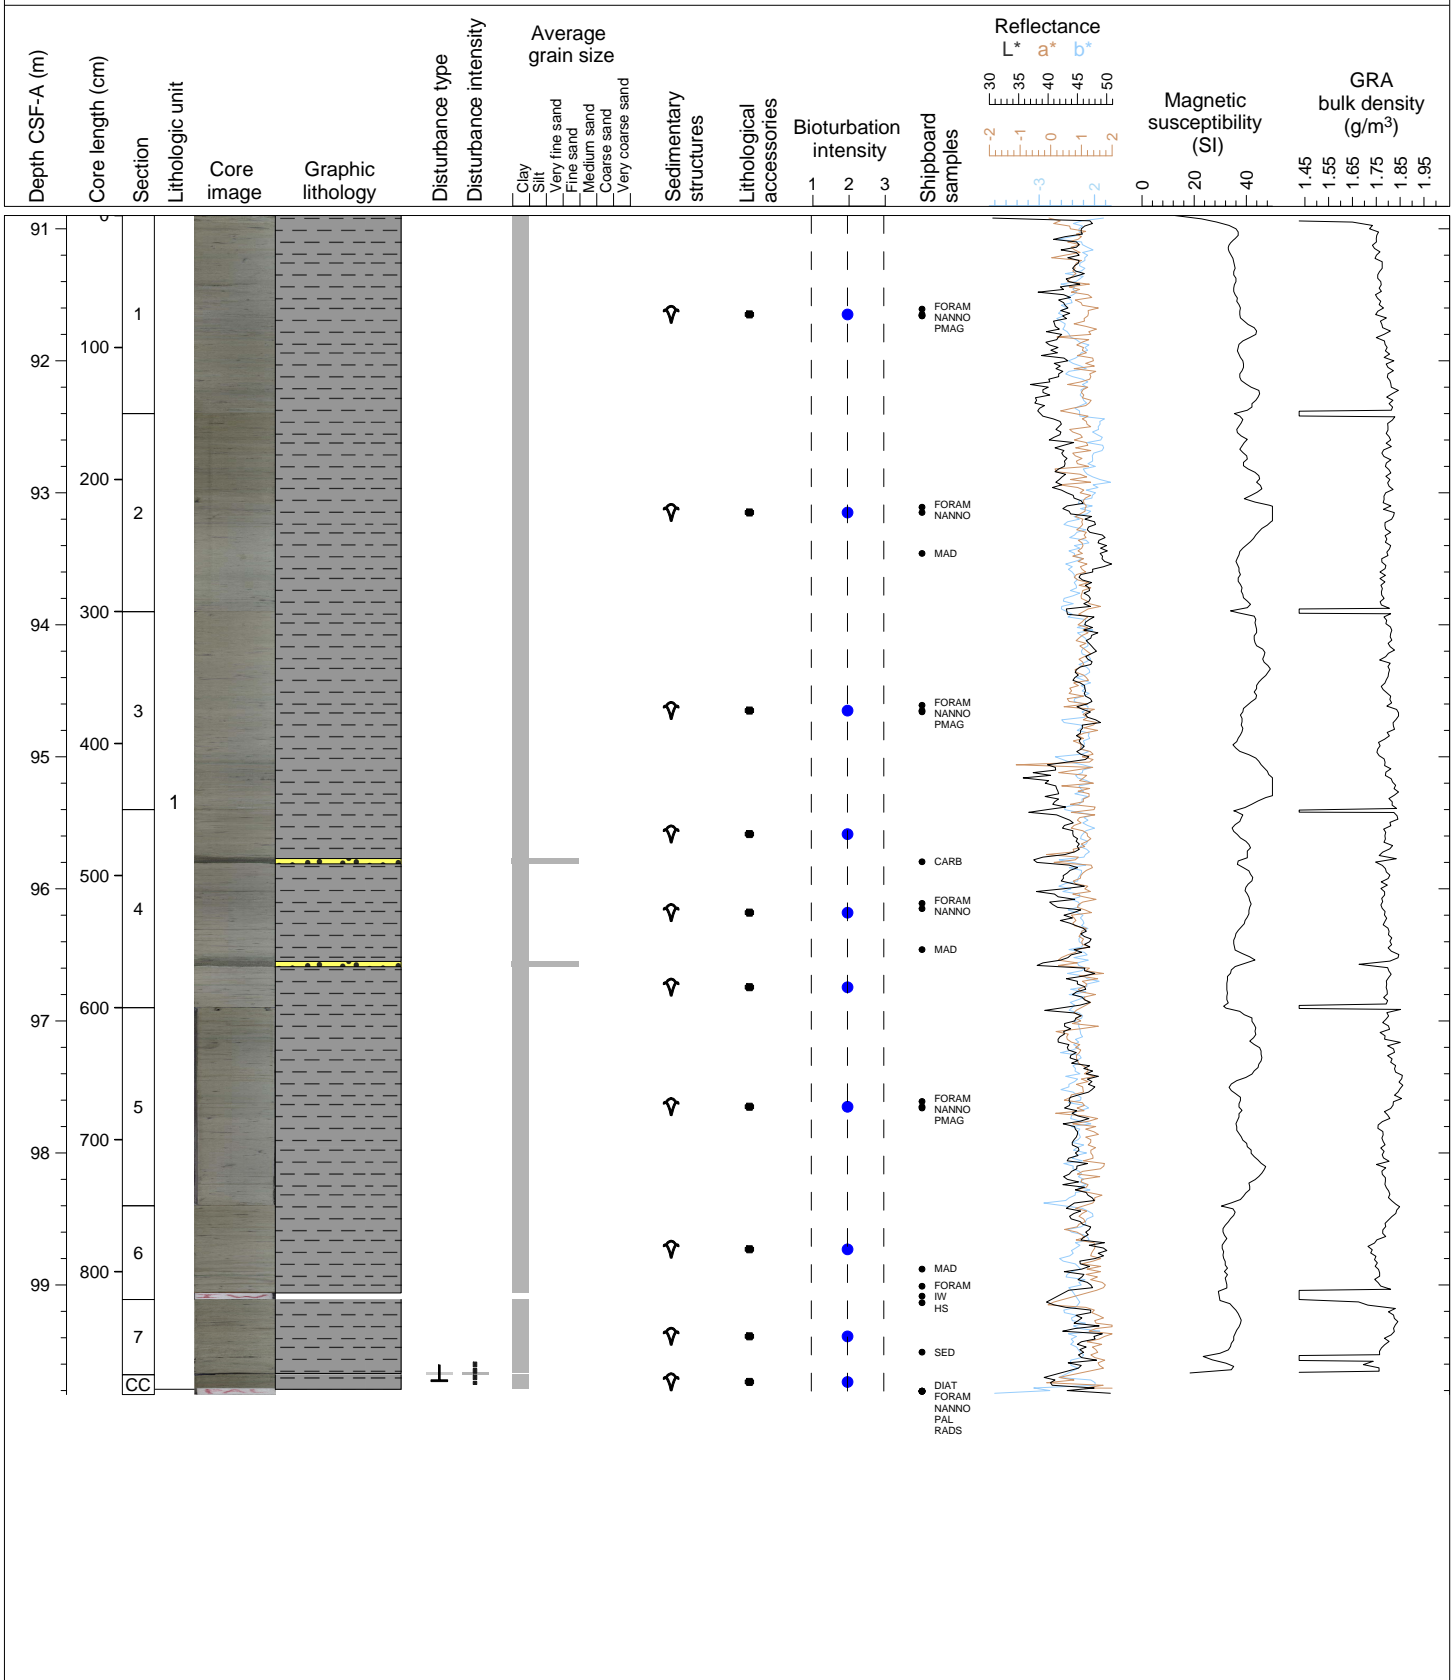 Depth CSF-A (m)
Core length (cm)
Section
Lithologic unit
Core
image
Graphic
lithology
Disturbance type
Disturbance intensity
Average
grain size
Clay
Silt
Very fine sand
Fine sand
Medium sand
Coarse sand
Very coarse sand
Sedimentary
structures
Lithological
accessories
Bioturbation
intensity
1 2 3
Shipboard
samples
Reflectance
L* a* b*
30 35 40 45 50
-2 -1 0 1 2
-3 2
Magnetic
susceptibility
(SI)
0 20 40
GRA
bulk density
(g/m³)
1.45 1.55 1.65 1.75 1.85 1.95
91
92
93
94
95
96
97
98
99
0
100
200
300
400
500
600
700
800
1
2
3
4
5
6
7
CC
1
I W
PAL
FORAM
NANNO
PMAG
FORAM
NANNO
MAD
FORAM
NANNO
PMAG
CARB
FORAM
NANNO
MAD
FORAM
NANNO
PMAG
MAD
FORAM
IW
HS
SED
DIAT
FORAM
NANNO
PAL
RADS